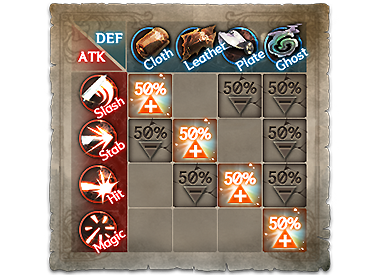 DEF
ATK
Cloth Leather Plate Ghost
Slash 50% 50% 50%
Stab 50% 50% 50%
Hit 50% 50% 50%
Magic 50%